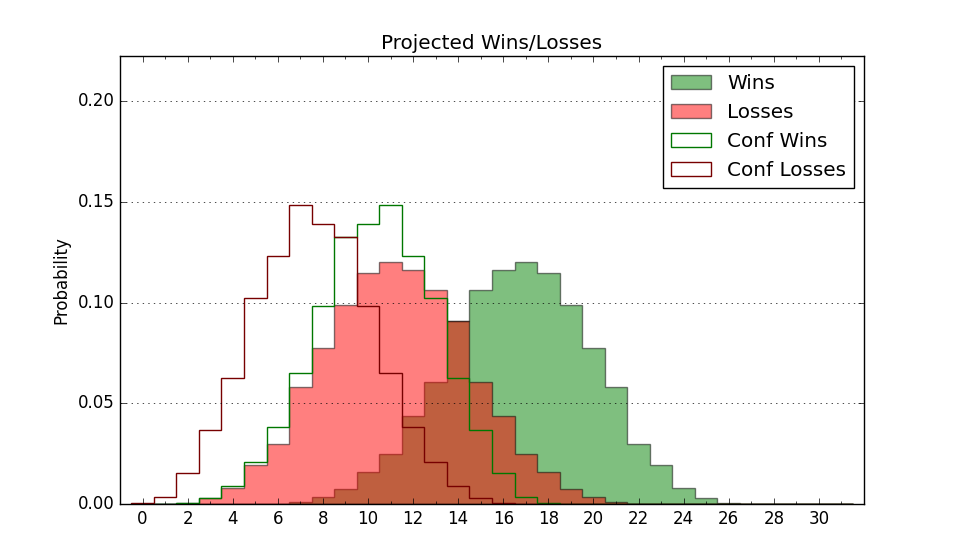 Projected Wins/Losses
Probability
0.20
0.15
0.10
0.05
0.00
0 2 4 6 8 10 12 14 16 18 20 22 24 26 28 30
Wins
Losses
Conf Wins
Conf Losses